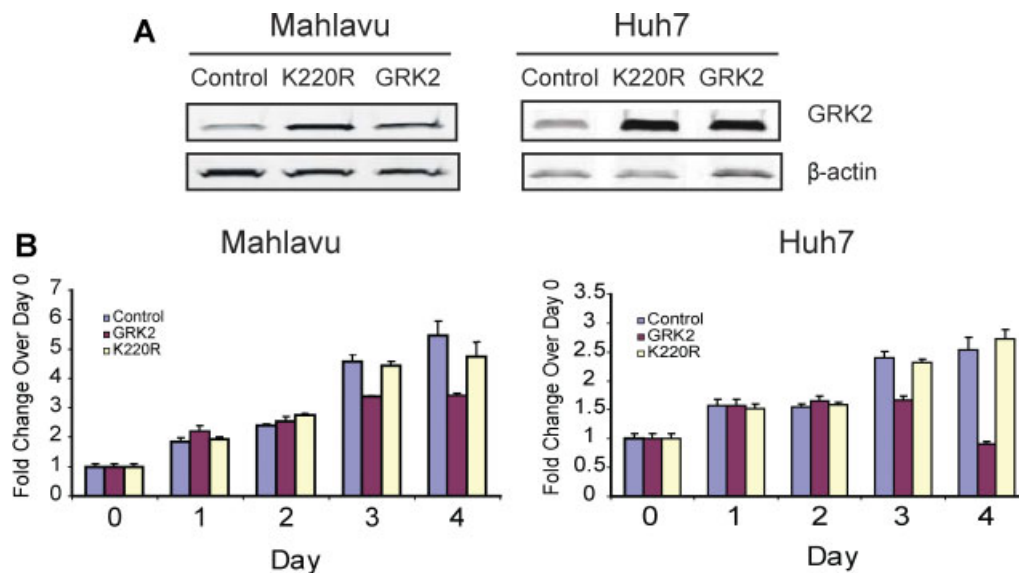 A
Mahlavu
Huh7
Control K220R GRK2
Control K220R GRK2
GRK2
β-actin
B
Mahlavu
Huh7
Fold Change Over Day 0
7
6
5
4
3
2
1
0
Control
GRK2
K220R
0 1 2 3 4
Day
Fold Change Over Day 0
3.5
3
2.5
2
1.5
1
0.5
0
Control
GRK2
K220R
0 1 2 3 4
Day